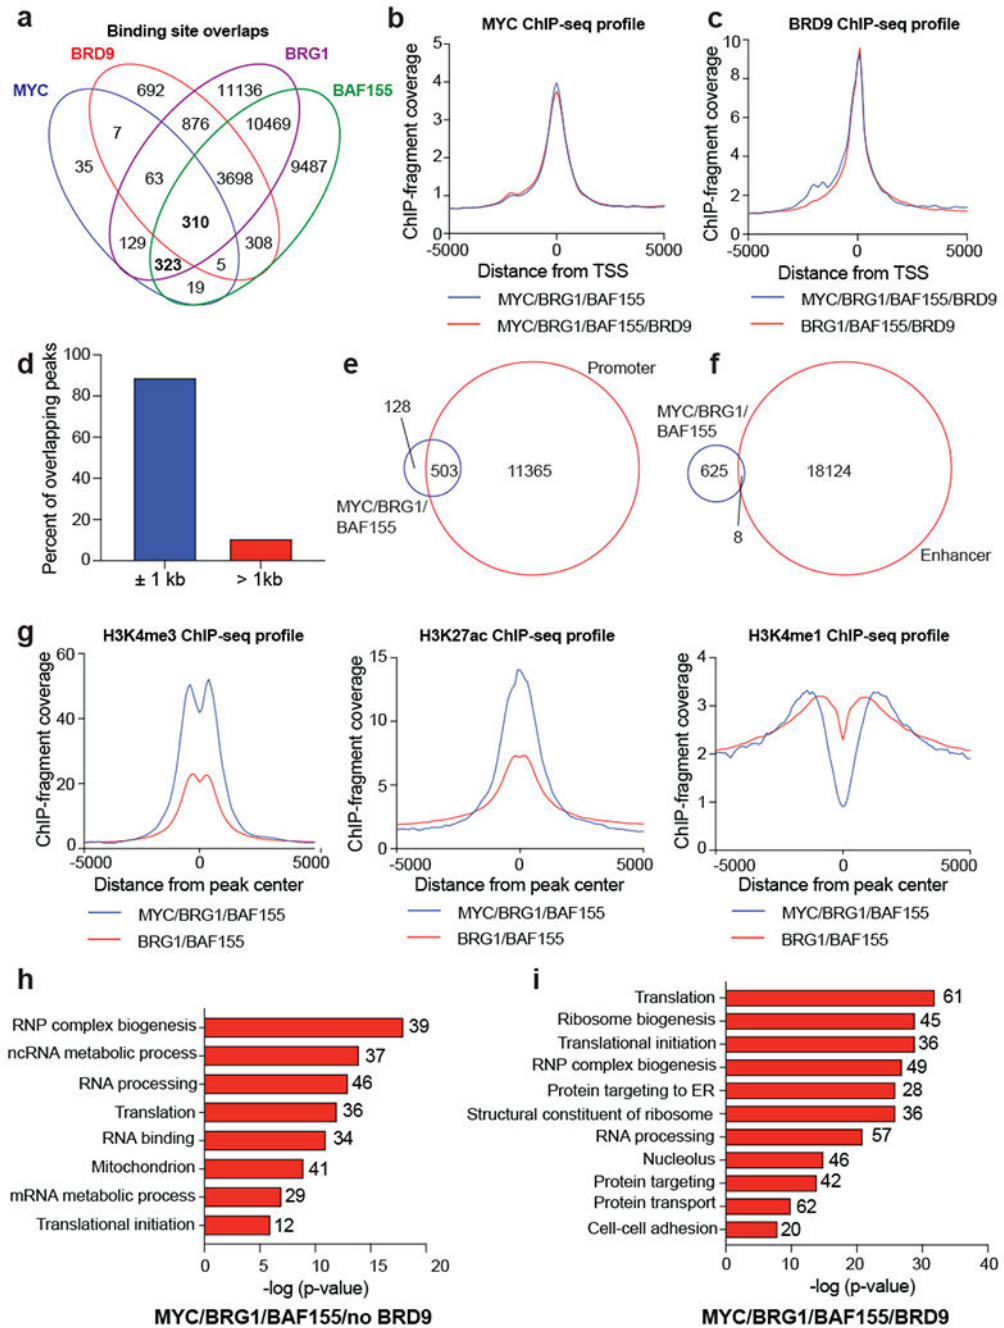 a
Binding site overlaps
BRD9
BRG1
MYC
BAF155
692
11136
7
876
10469
35
63
3698
9487
310
129
308
323
5
19
b
MYC ChIP-seq profile
ChIP-fragment coverage
5
4
3
2
1
0
-5000
0
5000
Distance from TSS
MYC/BRG1/BAF155
MYC/BRG1/BAF155/BRD9
c
BRD9 ChIP-seq profile
ChIP-fragment coverage
10
8
6
4
2
0
-5000
0
5000
Distance from TSS
MYC/BRG1/BAF155/BRD9
BRG1/BAF155/BRD9
d
Percent of overlapping peaks
100
80
60
40
20
0
± 1 kb
> 1kb
e
Promoter
128
503
11365
MYC/BRG1/
BAF155
f
MYC/BRG1/
BAF155
625
18124
8
Enhancer
g
H3K4me3 ChIP-seq profile
ChIP-fragment coverage
60
40
20
0
-5000
0
5000
Distance from peak center
MYC/BRG1/BAF155
BRG1/BAF155
H3K27ac ChIP-seq profile
ChIP-fragment coverage
15
10
5
0
-5000
0
5000
Distance from peak center
MYC/BRG1/BAF155
BRG1/BAF155
H3K4me1 ChIP-seq profile
ChIP-fragment coverage
4
3
2
1
0
-5000
0
5000
Distance from peak center
MYC/BRG1/BAF155
BRG1/BAF155
h
RNP complex biogenesis 39
ncRNA metabolic process 37
RNA processing 46
Translation 36
RNA binding 34
Mitochondrion 41
mRNA metabolic process 29
Translational initiation 12
0 5 10 15 20
-log (p-value)
MYC/BRG1/BAF155/no BRD9
i
Translation 61
Ribosome biogenesis 45
Translational initiation 36
RNP complex biogenesis 49
Protein targeting to ER 28
Structural constituent of ribosome 36
RNA processing 57
Nucleolus 46
Protein targeting 42
Protein transport 62
Cell-cell adhesion 20
0 10 20 30 40
-log (p-value)
MYC/BRG1/BAF155/BRD9